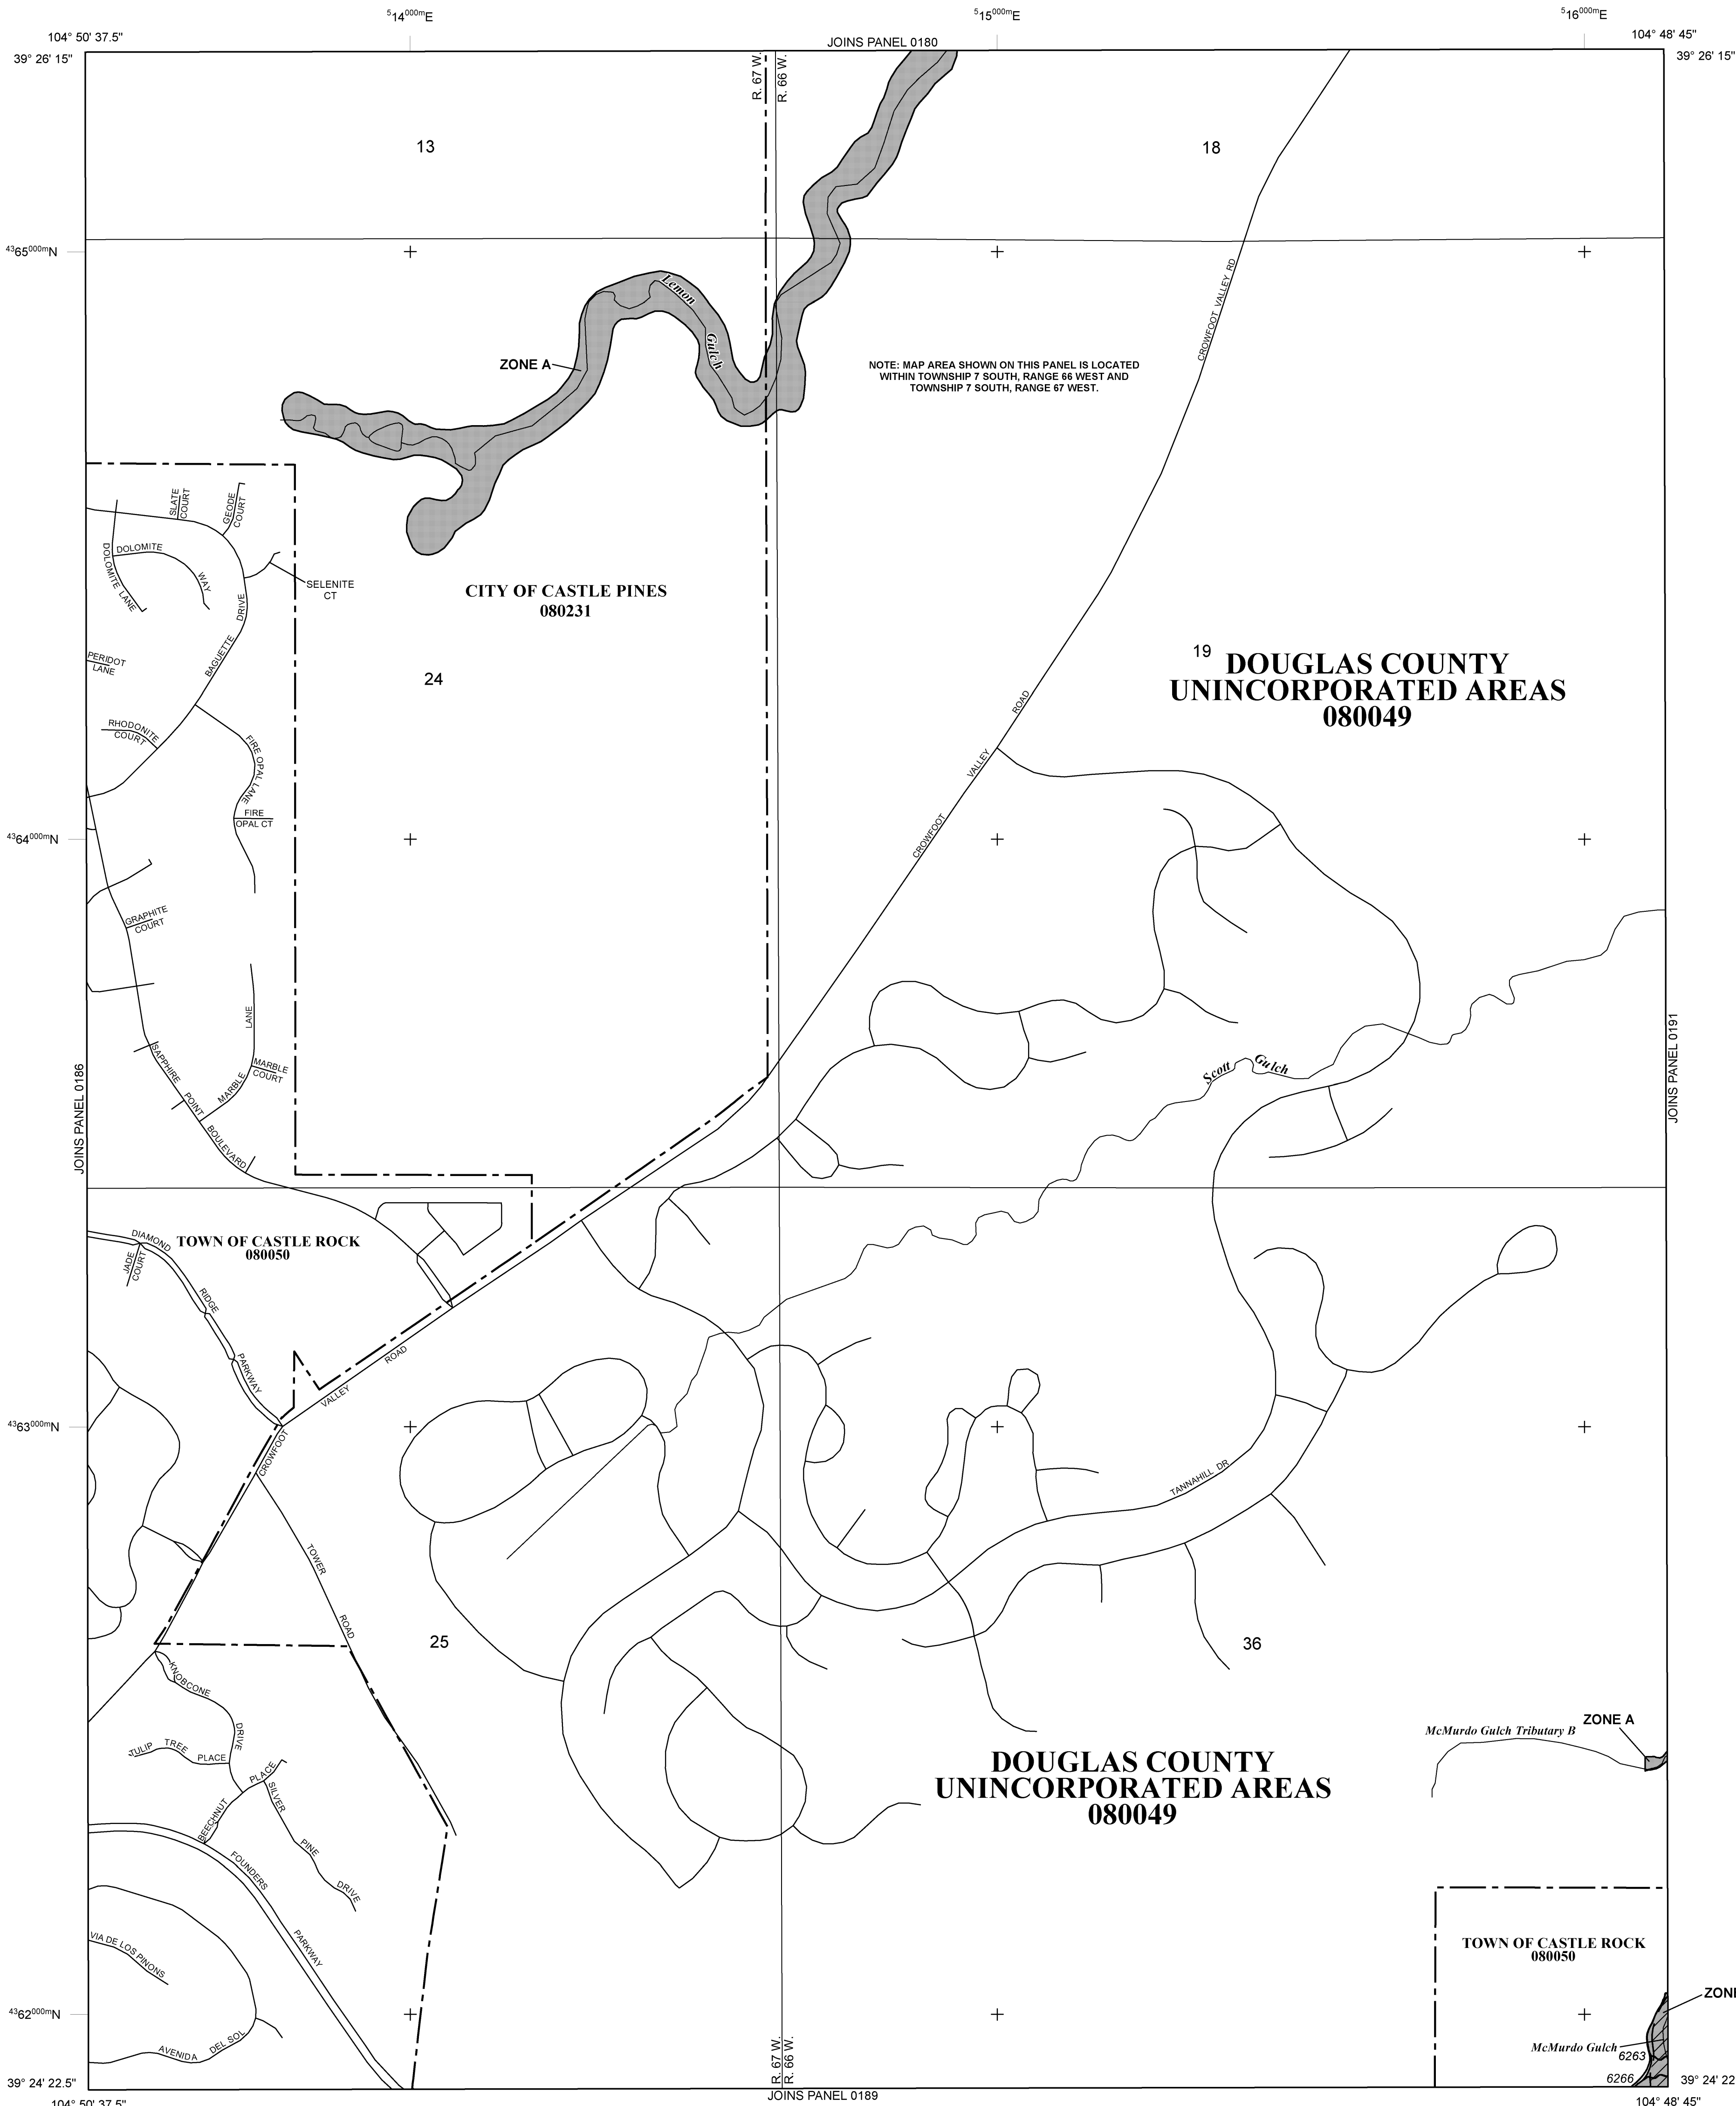 514000mE
515000mE
516000mE
104° 50' 37.5"
JOINS PANEL 0180
104° 48' 45"
39° 26' 15"
39° 26' 15"
R. 67 W.
R. 66 W.
13
18
4365000mN
Lemon
Gulch
CROWFOOT VALLEY RD
ZONE A
NOTE: MAP AREA SHOWN ON THIS PANEL IS LOCATED
WITHIN TOWNSHIP 7 SOUTH, RANGE 66 WEST AND
TOWNSHIP 7 SOUTH, RANGE 67 WEST.
SLATE
COURT
GEODE
COURT
DOLOMITE
WAY
DOLOMITE LANE
SELENITE
CT
CITY OF CASTLE PINES
080231
BAGUETTE DRIVE
PERIDOT
LANE
24
19
DOUGLAS COUNTY
UNINCORPORATED AREAS
080049
RHODONITE
COURT
FIRE OPAL LANE
FIRE
OPAL CT
CROWFOOT VALLEY ROAD
4364000mN
GRAPHITE
COURT
JOINS PANEL 0186
JOINS PANEL 0191
MARBLE LANE
MARBLE
COURT
SAPPHIRE POINT BOULEVARD
Scott Gulch
DIAMOND RIDGE PARKWAY
JADE
COURT
TOWN OF CASTLE ROCK
080050
CROWFOOT VALLEY ROAD
4363000mN
TANNAHILL DR
TOWER ROAD
25
36
KNOBCONE DRIVE
TULIP TREE PLACE
BEECHNUT PLACE
SILVER PINE DRIVE
McMurdo Gulch Tributary B
ZONE A
DOUGLAS COUNTY
UNINCORPORATED AREAS
080049
FOUNDERS PARKWAY
VIA DE LOS PINONS
TOWN OF CASTLE ROCK
080050
ZONE
4362000mN
AVENIDA DEL SOL
McMurdo Gulch
6263
6266
R. 67 W.
R. 66 W.
39° 24' 22.5"
39° 24' 22
JOINS PANEL 0189
104° 50' 37.5"
104° 48' 45"